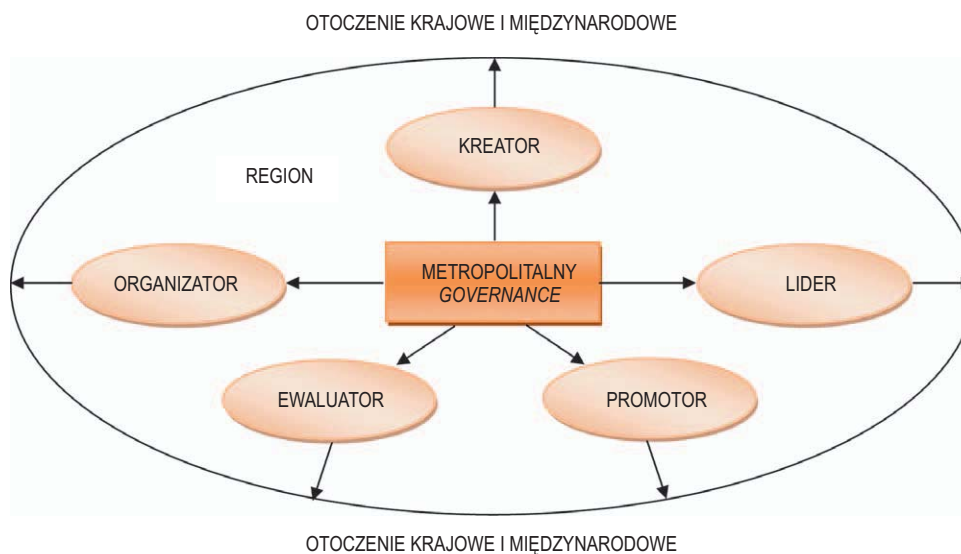 OTOCZENIE KRAJOWE I MIĘDZYNARODOWE
KREATOR
REGION
ORGANIZATOR
METROPOLITALNY
GOVERNANCE
LIDER
EWALUATOR
PROMOTOR
OTOCZENIE KRAJOWE I MIĘDZYNARODOWE